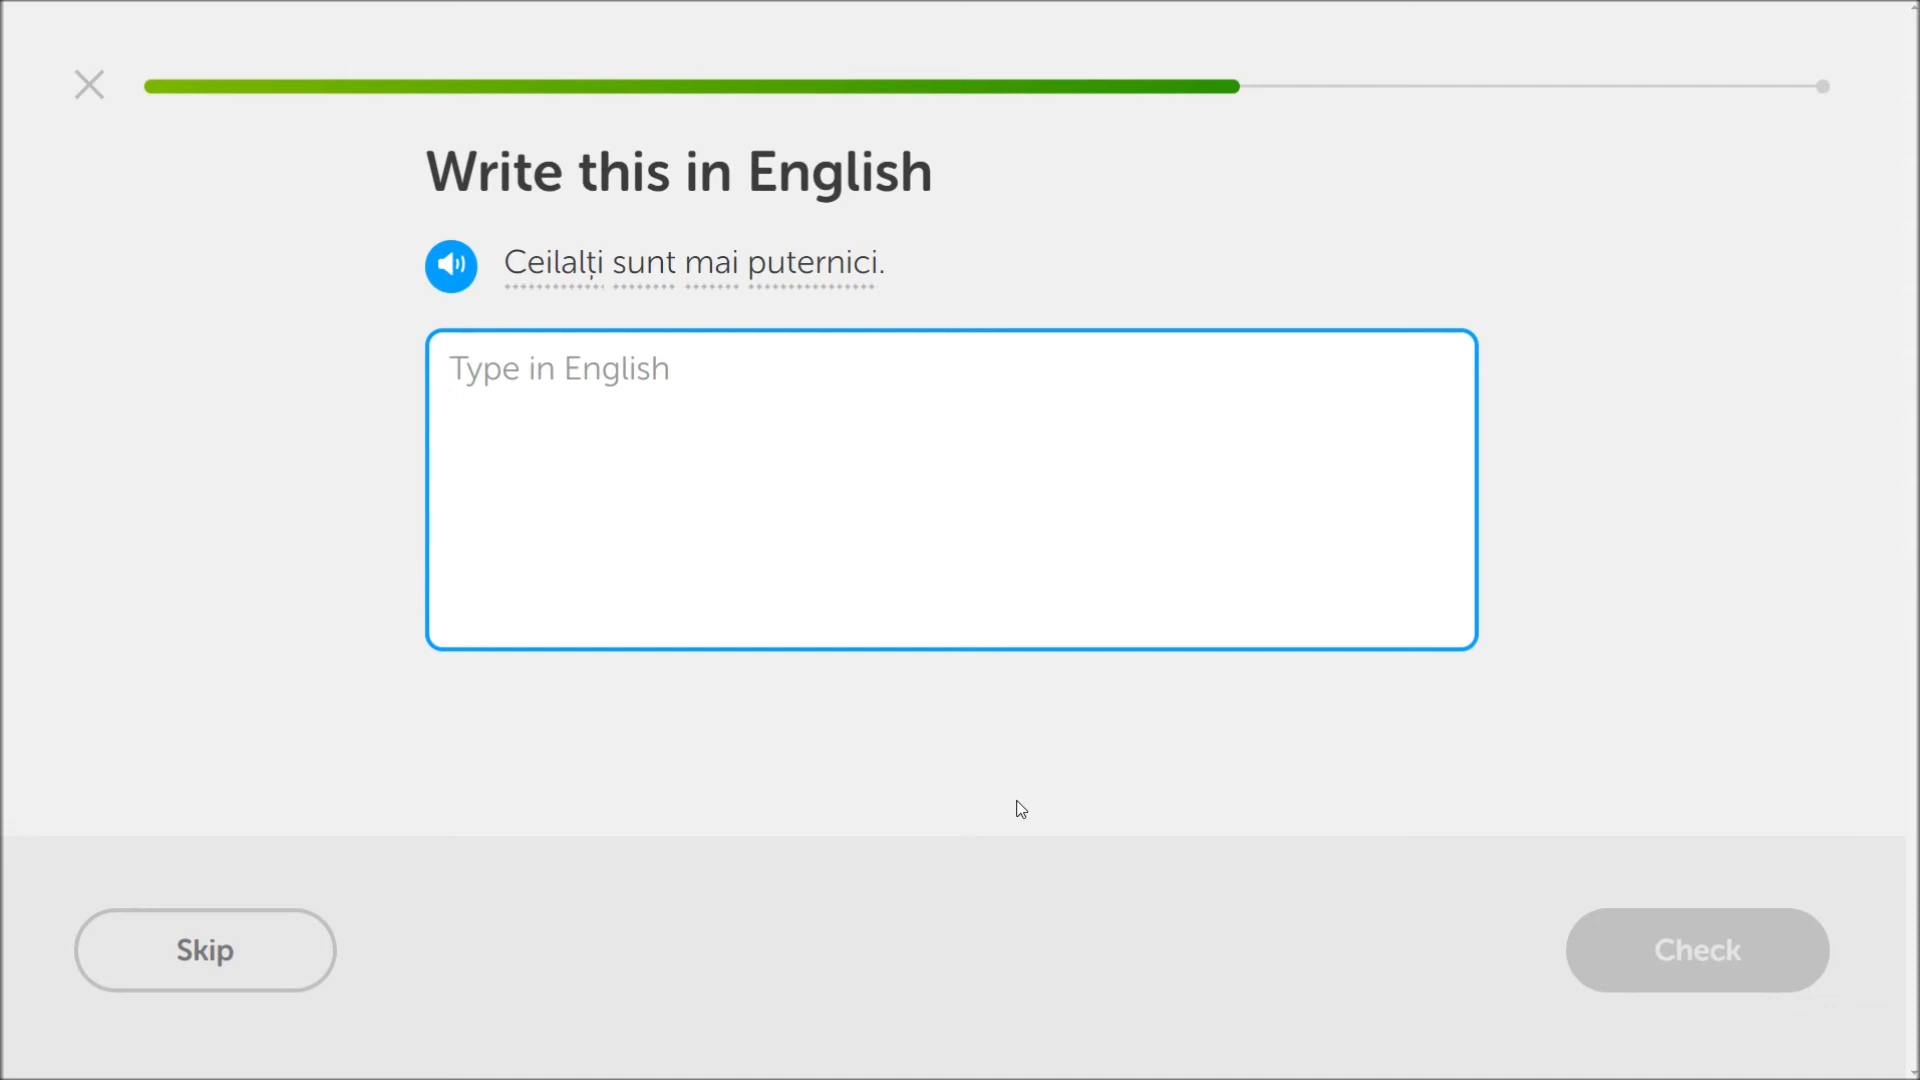 Write this in English
Ceilalți sunt mai puternici.
Type in English
Skip
Check